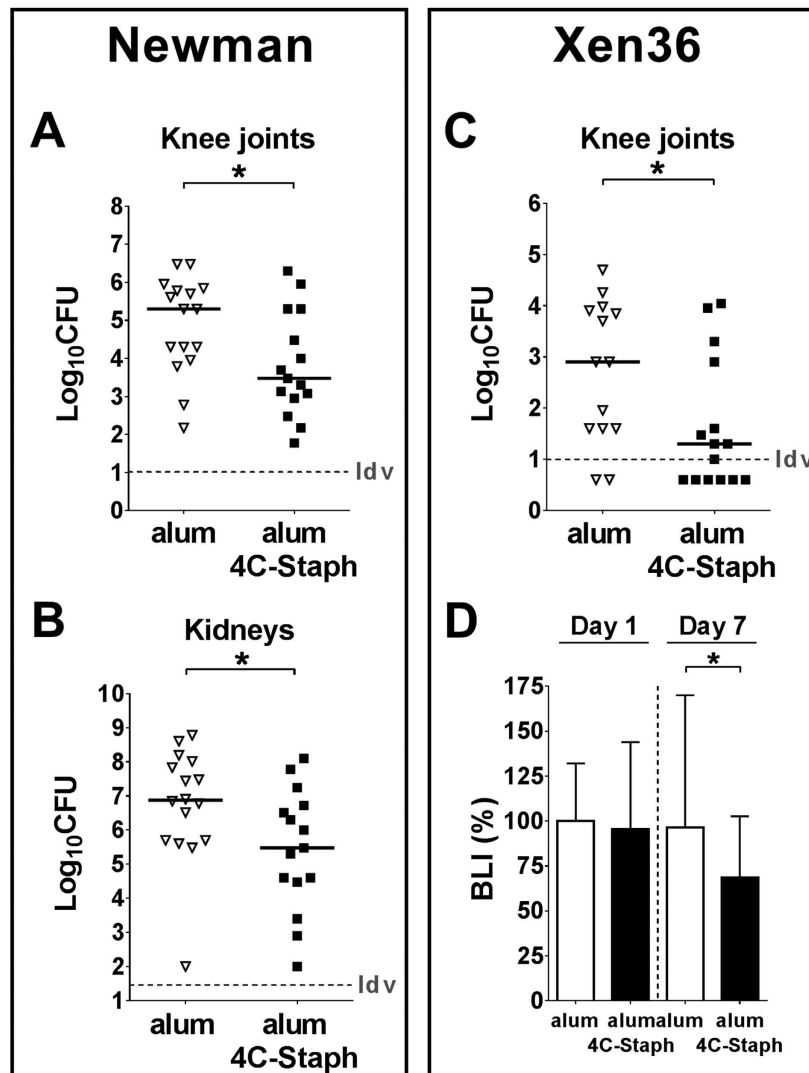 Newman
A
Knee joints
*
8
7
6
5
4
3
2
1
0
Log₁₀CFU
ldv
alum
alum
4C-Staph
B
Kidneys
*
10
9
8
7
6
5
4
3
2
1
Log₁₀CFU
ldv
alum
alum
4C-Staph
Xen36
C
Knee joints
*
6
5
4
3
2
1
0
Log₁₀CFU
ldv
alum
alum
4C-Staph
D
Day 1 Day 7
*
175
150
125
100
75
50
25
0
BLI (%)
alum alum alum alum
4C-Staph 4C-Staph